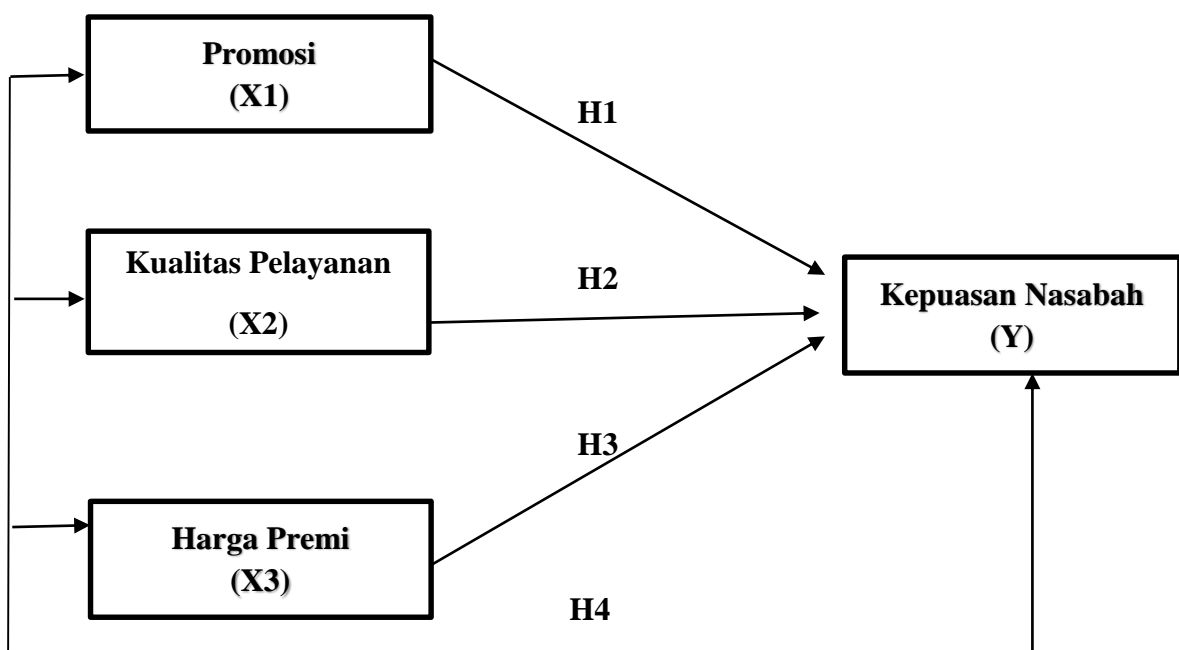 Promosi
(X1)
H1
Kualitas Pelayanan
(X2)
H2
Kepuasan Nasabah
(Y)
H3
Harga Premi
(X3)
H4